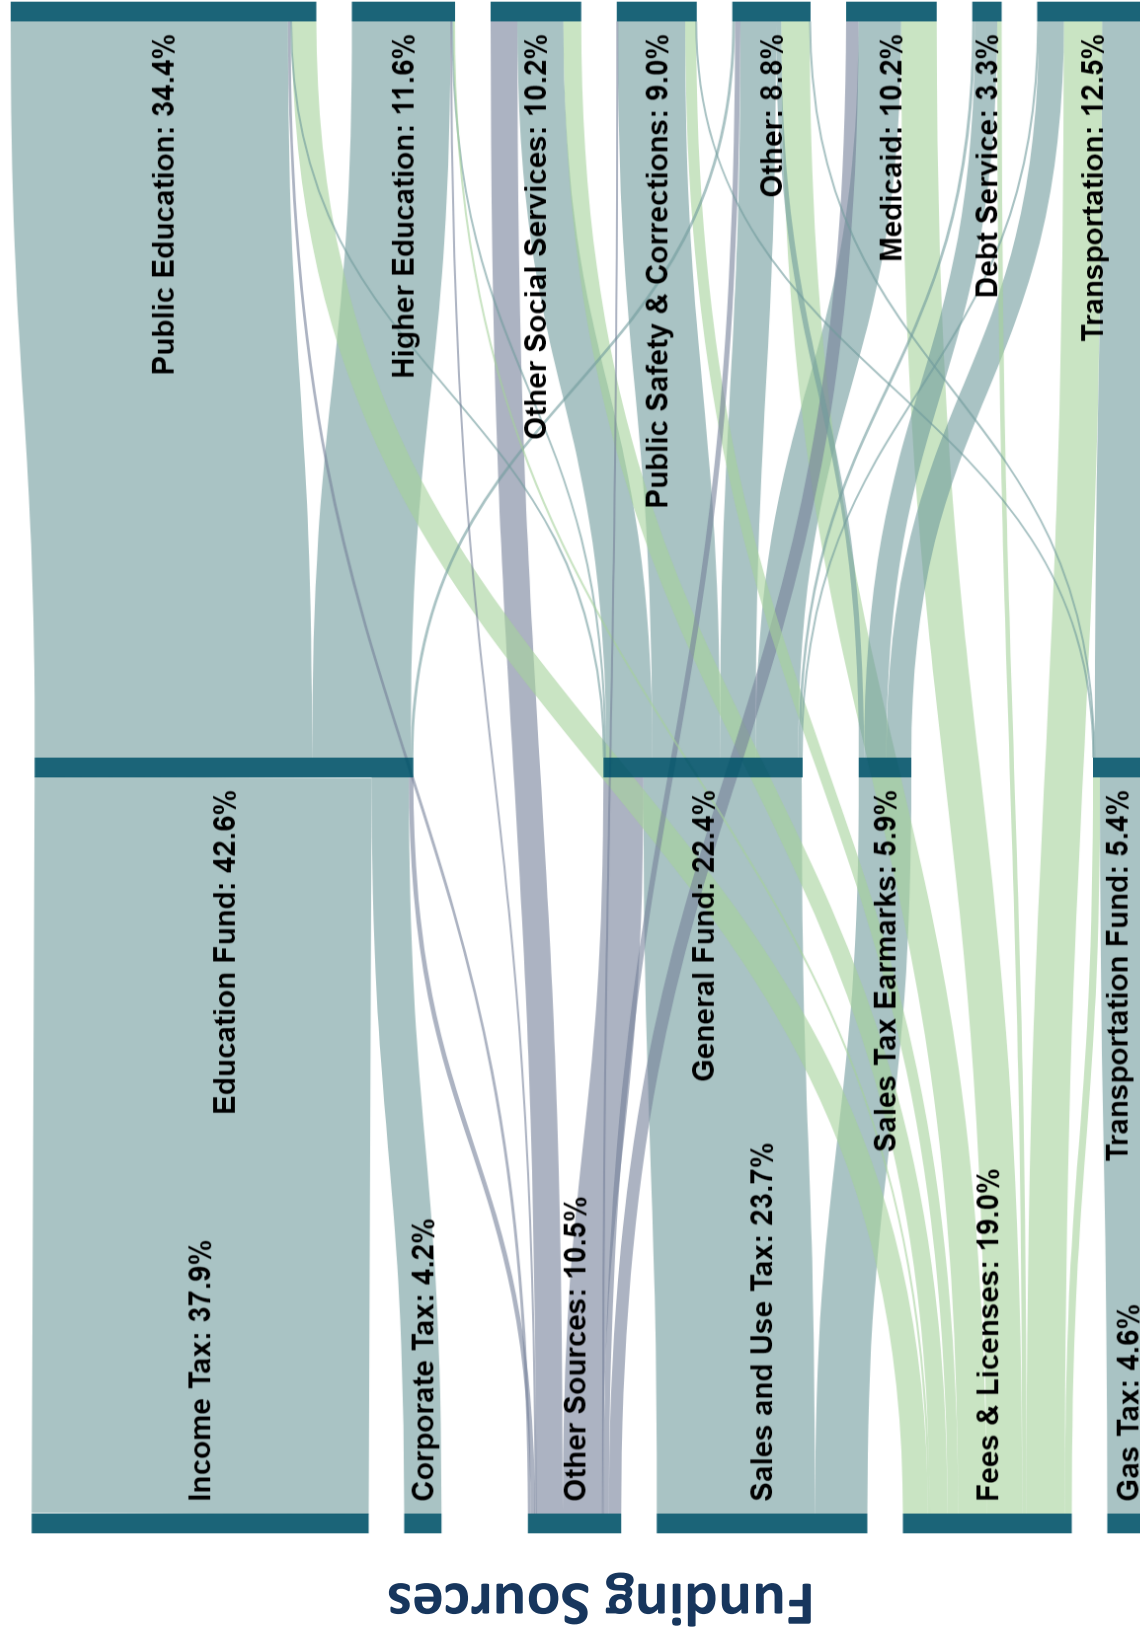 Funding Sources
Income Tax: 37.9%
Corporate Tax: 4.2%
Other Sources: 10.5%
Sales and Use Tax: 23.7%
Fees & Licenses: 19.0%
Gas Tax: 4.6%
Education Fund: 42.6%
General Fund: 22.4%
Sales Tax Earmarks: 5.9%
Transportation Fund: 5.4%
Public Education: 34.4%
Higher Education: 11.6%
Other Social Services: 10.2%
Public Safety & Corrections: 9.0%
Other: 8.8%
Medicaid: 10.2%
Debt Service: 3.3%
Transportation: 12.5%